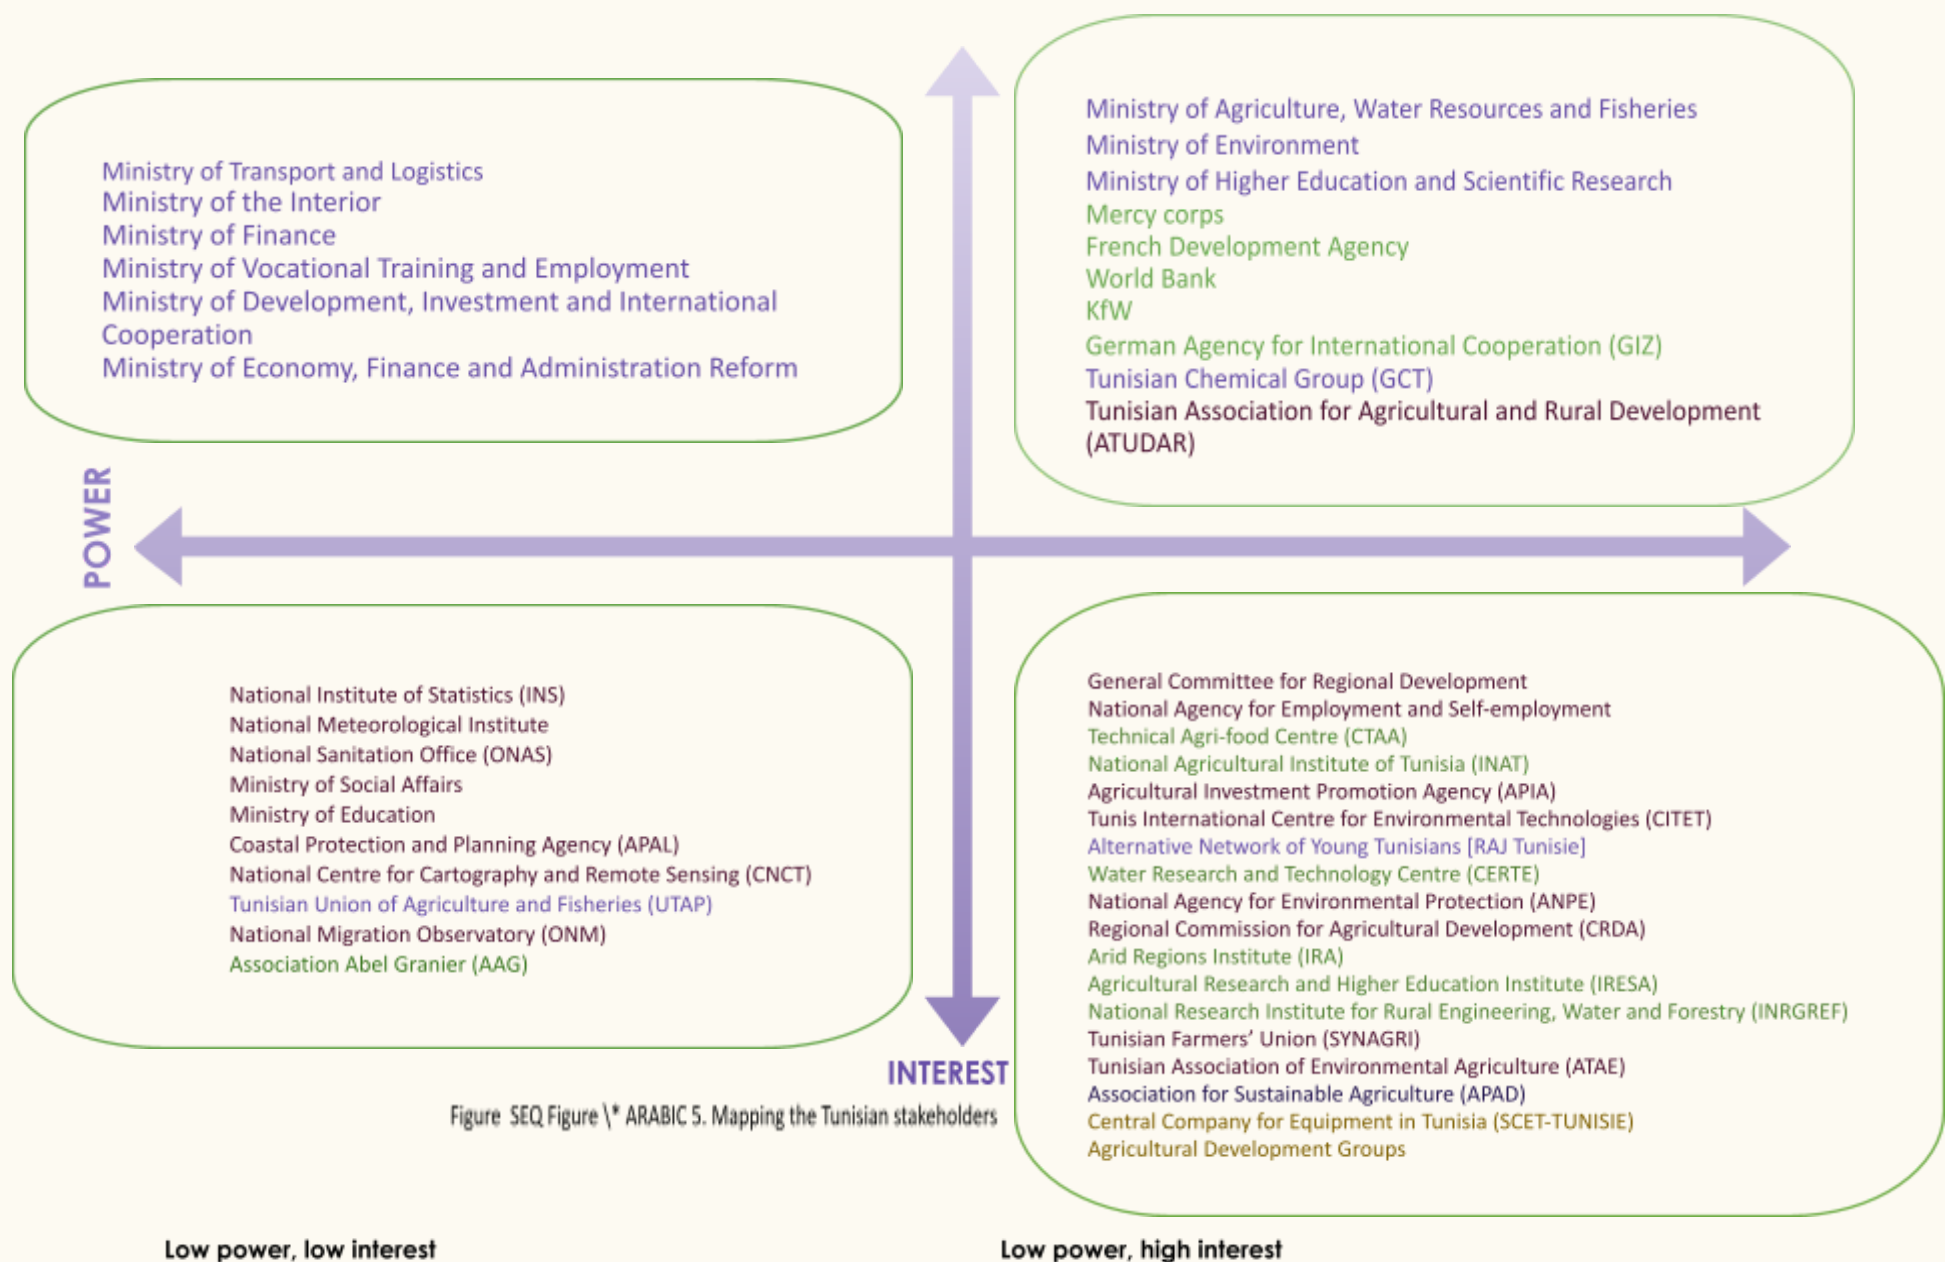 Ministry of Transport and Logistics
Ministry of the Interior
Ministry of Finance
Ministry of Vocational Training and Employment
Ministry of Development, Investment and International
Cooperation
Ministry of Economy, Finance and Administration Reform
Ministry of Agriculture, Water Resources and Fisheries
Ministry of Environment
Ministry of Higher Education and Scientific Research
Mercy corps
French Development Agency
World Bank
KfW
German Agency for International Cooperation (GIZ)
Tunisian Chemical Group (GCT)
Tunisian Association for Agricultural and Rural Development
(ATUDAR)
POWER
National Institute of Statistics (INS)
National Meteorological Institute
National Sanitation Office (ONAS)
Ministry of Social Affairs
Ministry of Education
Coastal Protection and Planning Agency (APAL)
National Centre for Cartography and Remote Sensing (CNCT)
Tunisian Union of Agriculture and Fisheries (UTAP)
National Migration Observatory (ONM)
Association Abel Granier (AAG)
General Committee for Regional Development
National Agency for Employment and Self-employment
Technical Agri-food Centre (CTAA)
National Agricultural Institute of Tunisia (INAT)
Agricultural Investment Promotion Agency (APIA)
Tunis International Centre for Environmental Technologies (CITET)
Alternative Network of Young Tunisians [RAJ Tunisie]
Water Research and Technology Centre (CERTE)
National Agency for Environmental Protection (ANPE)
Regional Commission for Agricultural Development (CRDA)
Arid Regions Institute (IRA)
Agricultural Research and Higher Education Institute (IRESA)
National Research Institute for Rural Engineering, Water and Forestry (INRGREF)
Tunisian Farmers' Union (SYNAGRI)
Tunisian Association of Environmental Agriculture (ATAE)
Association for Sustainable Agriculture (APAD)
Central Company for Equipment in Tunisia (SCET-TUNISIE)
Agricultural Development Groups
INTEREST
Figure SEQ Figure \* ARABIC 5. Mapping the Tunisian stakeholders
Low power, low interest
Low power, high interest